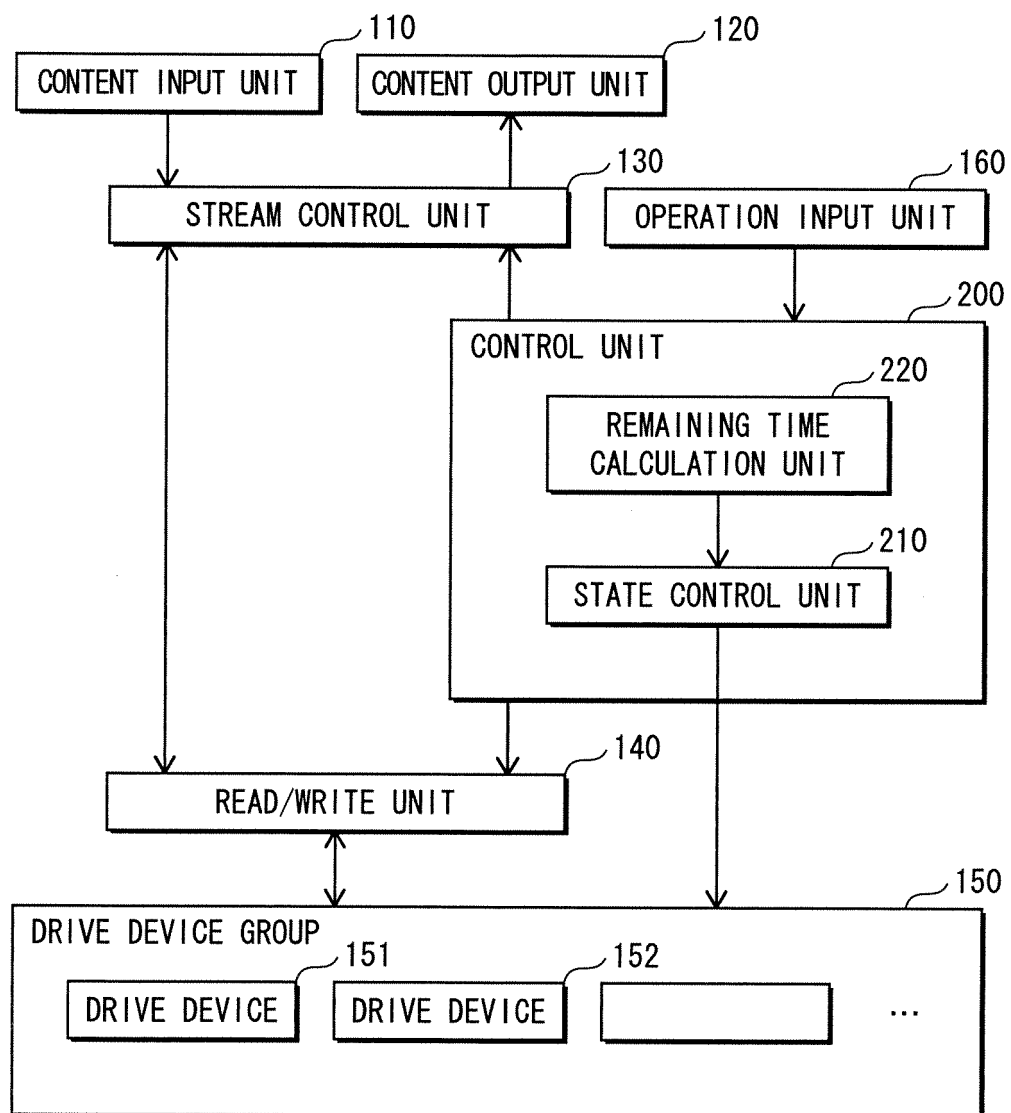 110
120
CONTENT INPUT UNIT
CONTENT OUTPUT UNIT
130
160
STREAM CONTROL UNIT
OPERATION INPUT UNIT
200
CONTROL UNIT
220
REMAINING TIME
CALCULATION UNIT
210
STATE CONTROL UNIT
140
READ/WRITE UNIT
150
DRIVE DEVICE GROUP
151
152
DRIVE DEVICE
DRIVE DEVICE
...